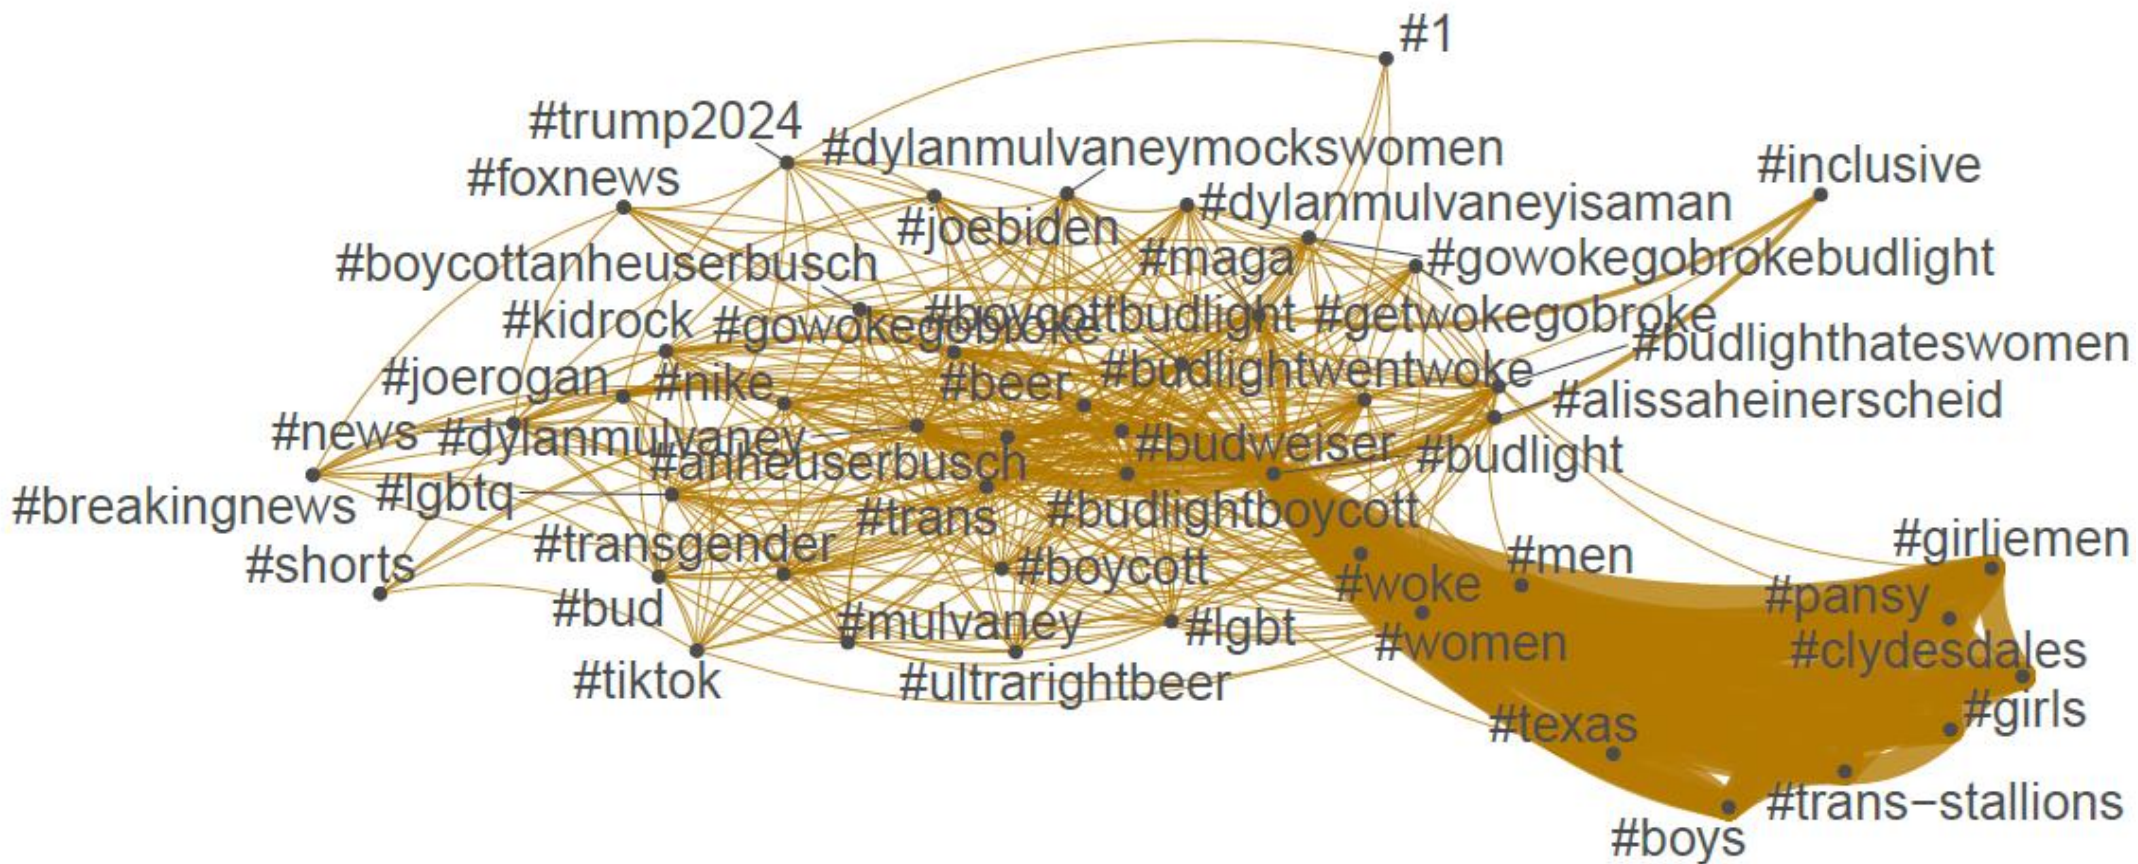 #1
#trump2024
#dylanmulvaneymockswomen
#inclusive
#foxnews
#dylanmulvaneyisaman
#joebiden
#maga
#gowokegobrokebudlight
#boycottanheuserbusch
#boycottbudlight
#getwokegobroke
#kidrock
#gowokegobroke
#budlighthateswomen
#budlightwentwoke
#joerogan
#nike
#beer
#alissaheinerscheid
#news
#dylanmulvaney
#budweiser
#budlight
#anheuserbusch
#lgbtq
#breakingnews
#trans
#budlightboycott
#girliemen
#transgender
#men
#shorts
#boycott
#woke
#pansy
#bud
#mulvaney
#lgbt
#women
#clydesdales
#tiktok
#ultrarightbeer
#girls
#texas
#trans−stallions
#boys